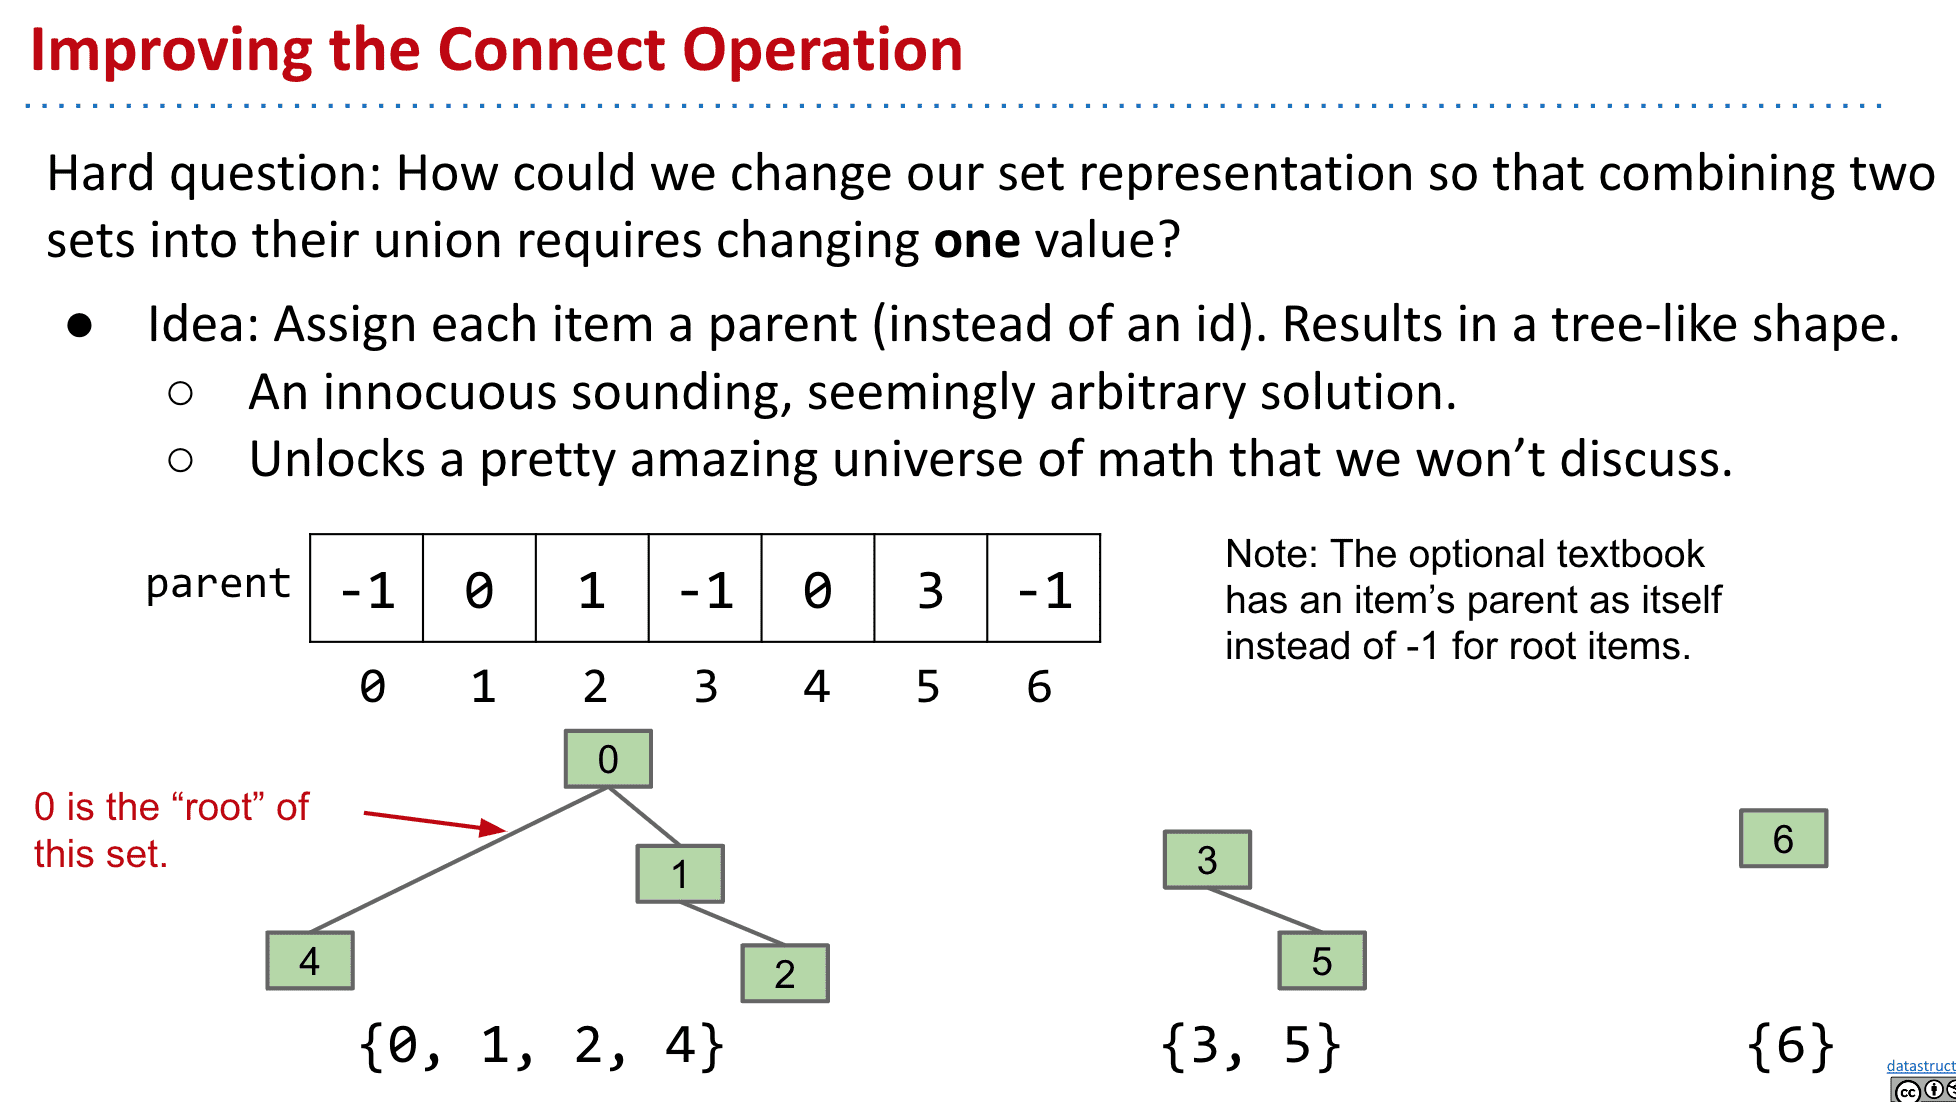 Improving the Connect Operation
Hard question: How could we change our set representation so that combining two
sets into their union requires changing one value?
● Idea: Assign each item a parent (instead of an id). Results in a tree-like shape.
○ An innocuous sounding, seemingly arbitrary solution.
○ Unlocks a pretty amazing universe of math that we won’t discuss.
parent -1 0 1 -1 0 3 -1
0 1 2 3 4 5 6
Note: The optional textbook
has an item’s parent as itself
instead of -1 for root items.
0 is the “root” of
this set.
0
1
4
2
3
5
6
{0, 1, 2, 4}
{3, 5}
{6}
datastruct
cc